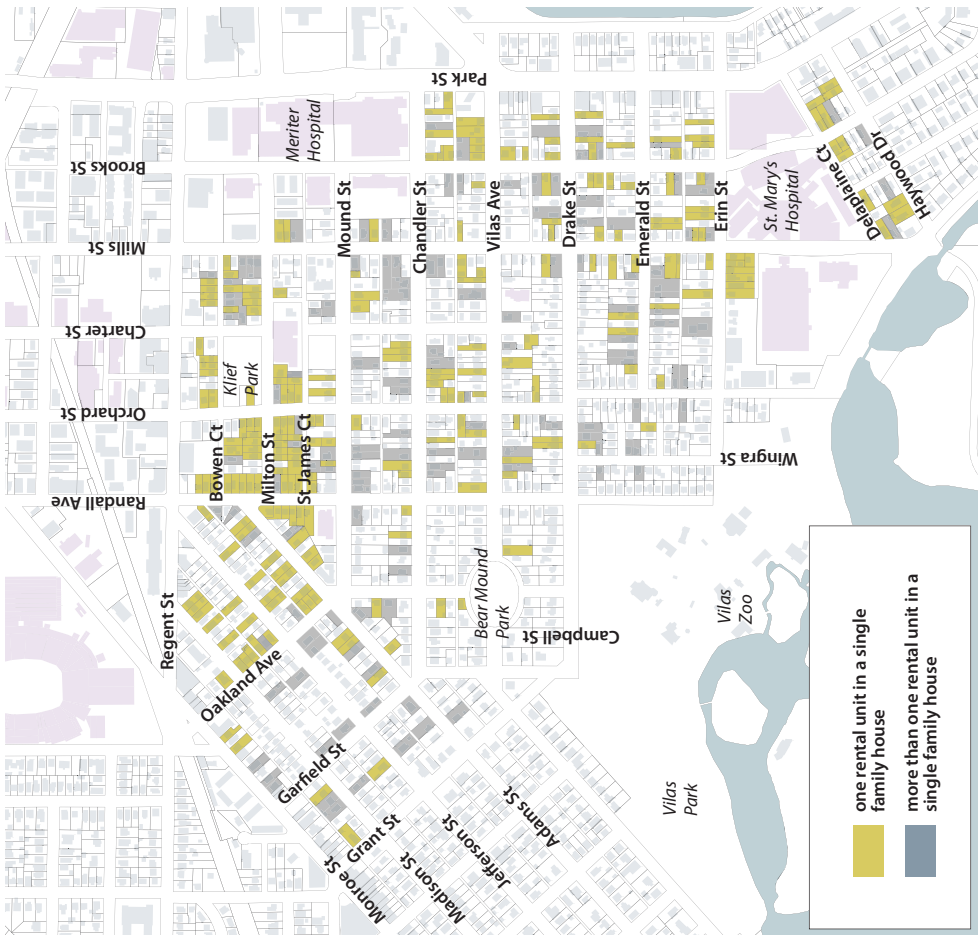 Park St
Brooks St
Meriter
Hospital
Mills St
Mound St
Chandler St
Vilas Ave
Drake St
Emerald St
Erin St
St. Mary's
Hospital
Delaplaine Ct
Haywood Dr
Charter St
Klief
Park
Orchard St
Bowen Ct
Milton St
St James Ct
Randall Ave
Wingra St
Regent St
Oakland Ave
Bear Mound
Park
Campbell St
Vilas
Zoo
Garfield St
Grant St
Monroe St
Madison St
Jefferson St
Adams St
Vilas
Park
one rental unit in a single
family house
more than one rental unit in a
single family house